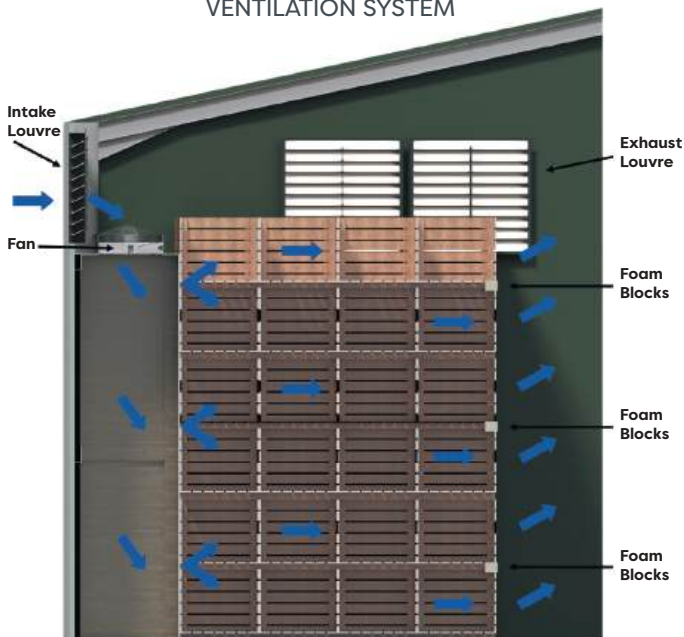 VENTILATION SYSTEM
Intake
Louvre
Exhaust
Louvre
Fan
Foam
Blocks
Foam
Blocks
Foam
Blocks